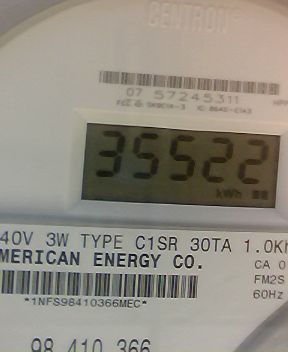 CENTRON®
07 57245311
35522
kWh
40V 3W TYPE C1SR 30TA 1.0Kh
MERICAN ENERGY CO.
CA 0
FM2S
60Hz
*1NFS98410366MEC*
98 410 366